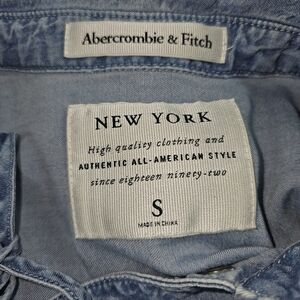 Abercrombie & Fitch
NEW YORK
High quality clothing and
AUTHENTIC ALL-AMERICAN STYLE
since eighteen ninety-two
S
MADE IN CHINA